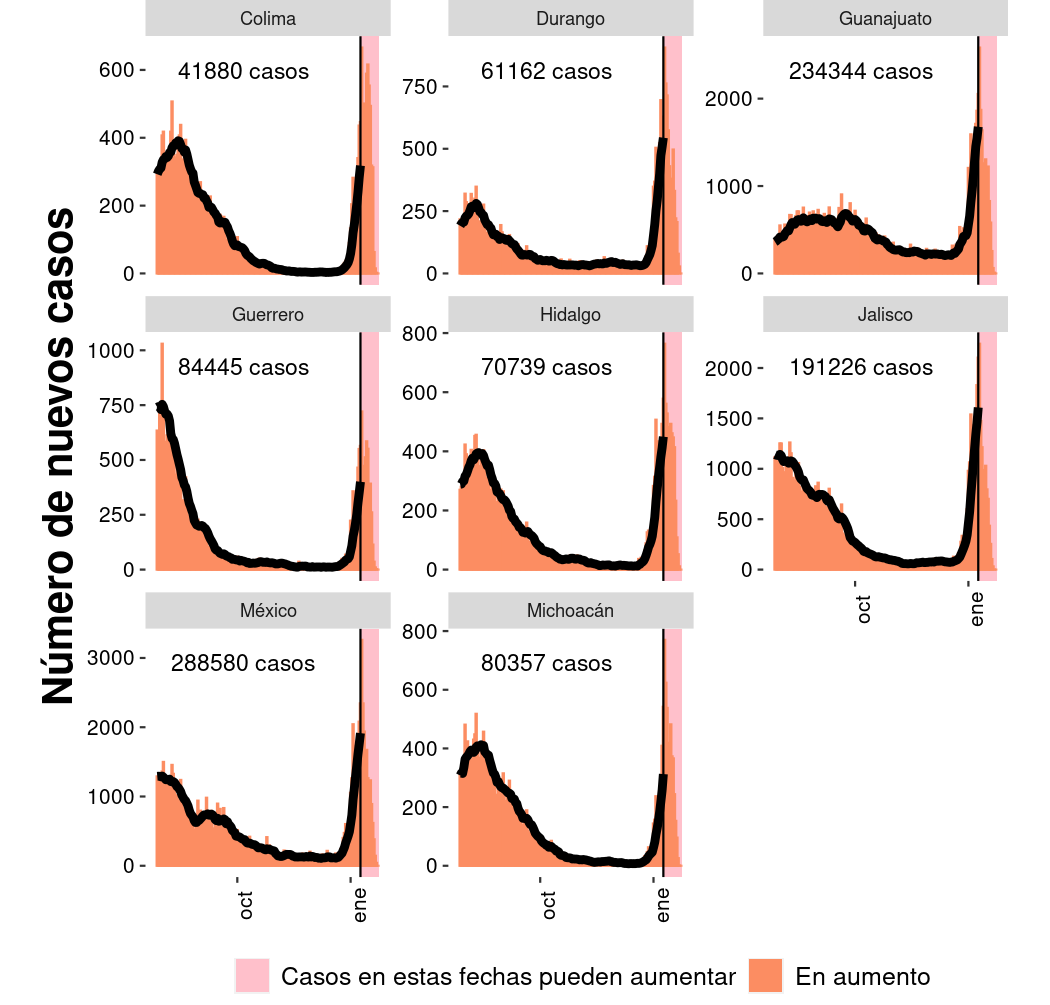 Colima
Durango
Guanajuato
600
400
200
0
41880 casos
750
500
250
0
61162 casos
2000
1000
0
234344 casos
Número de nuevos casos
Guerrero
Hidalgo
Jalisco
1000
750
500
250
0
84445 casos
800
600
400
200
0
70739 casos
2000
1500
1000
500
0
191226 casos
oct
ene
México
Michoacán
3000
2000
1000
0
288580 casos
oct
ene
800
600
400
200
0
80357 casos
oct
ene
Casos en estas fechas pueden aumentar
En aumento